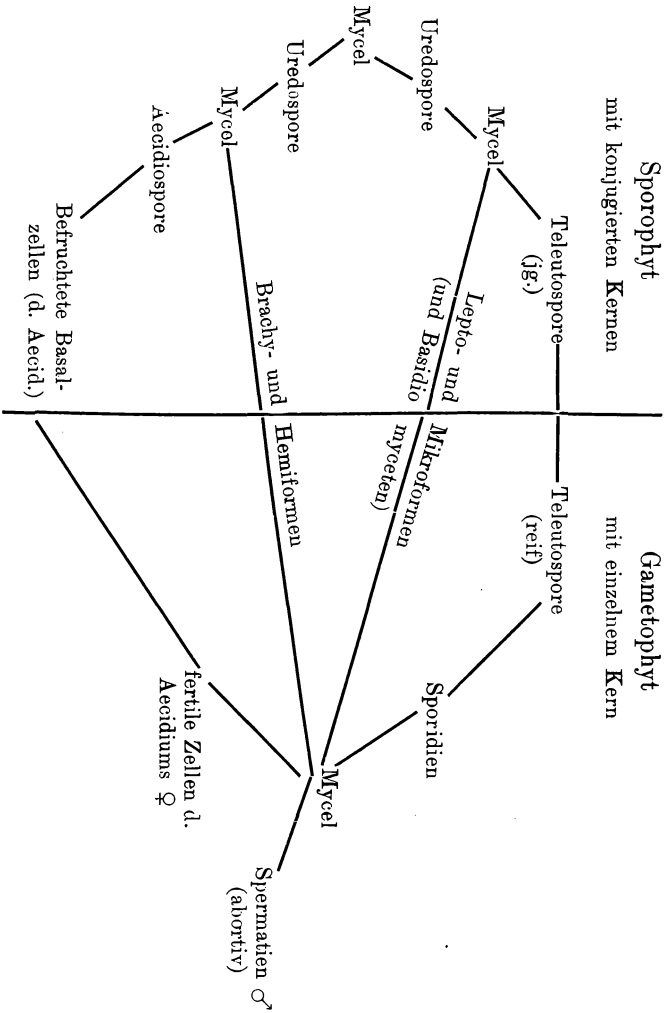 Sporophyt
mit konjugierten Kernen
Gametophyt
mit einzelnem Kern
Teleutospore
(jg.)
Teleutospore
(reif)
Mycel
Uredospore
Mycel
Uredospore
Mycel
Aecidiospore
Befruchtete Basal-
zellen (d. Aecid.)
Lepto- und Mikroformen
(und Basidio myceten)
Brachy- und Hemiformen
Sporidien
Mycel
fertile Zellen d.
Aecidiums ♀
Spermatien ♂
(abortiv)